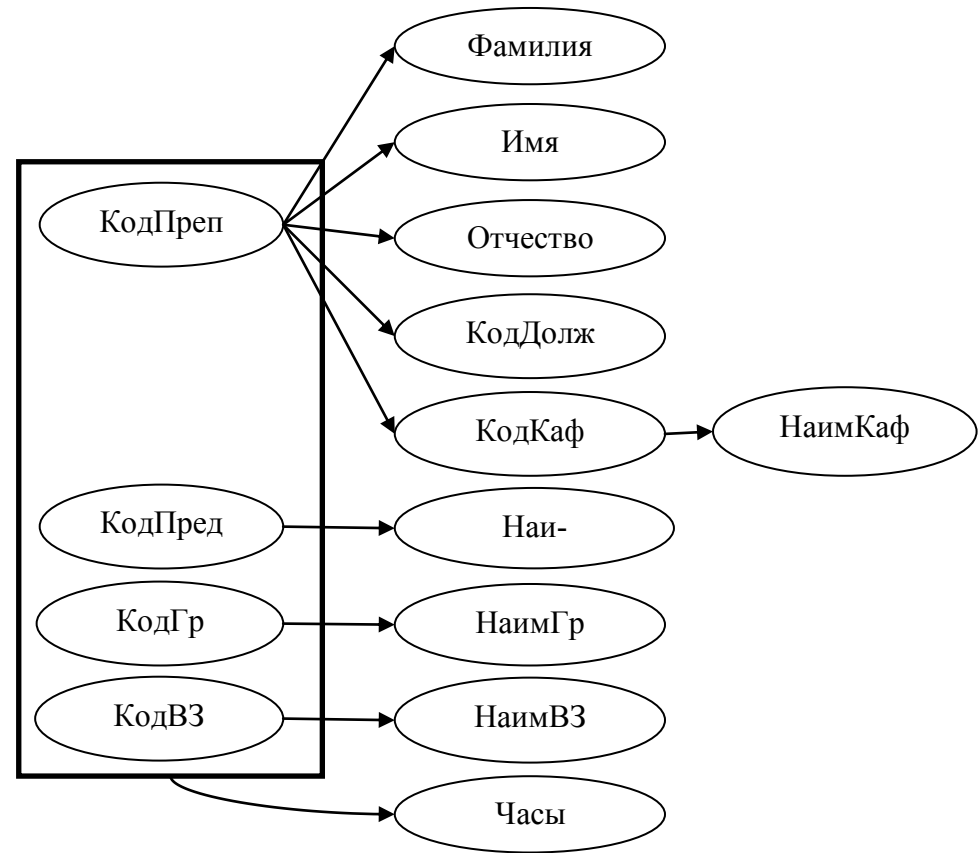 Фамилия
Имя
КодПреп
Отчество
КодДолж
КодКаф
НаимКаф
КодПред
Наи-
КодГр
НаимГр
КодВЗ
НаимВЗ
Часы